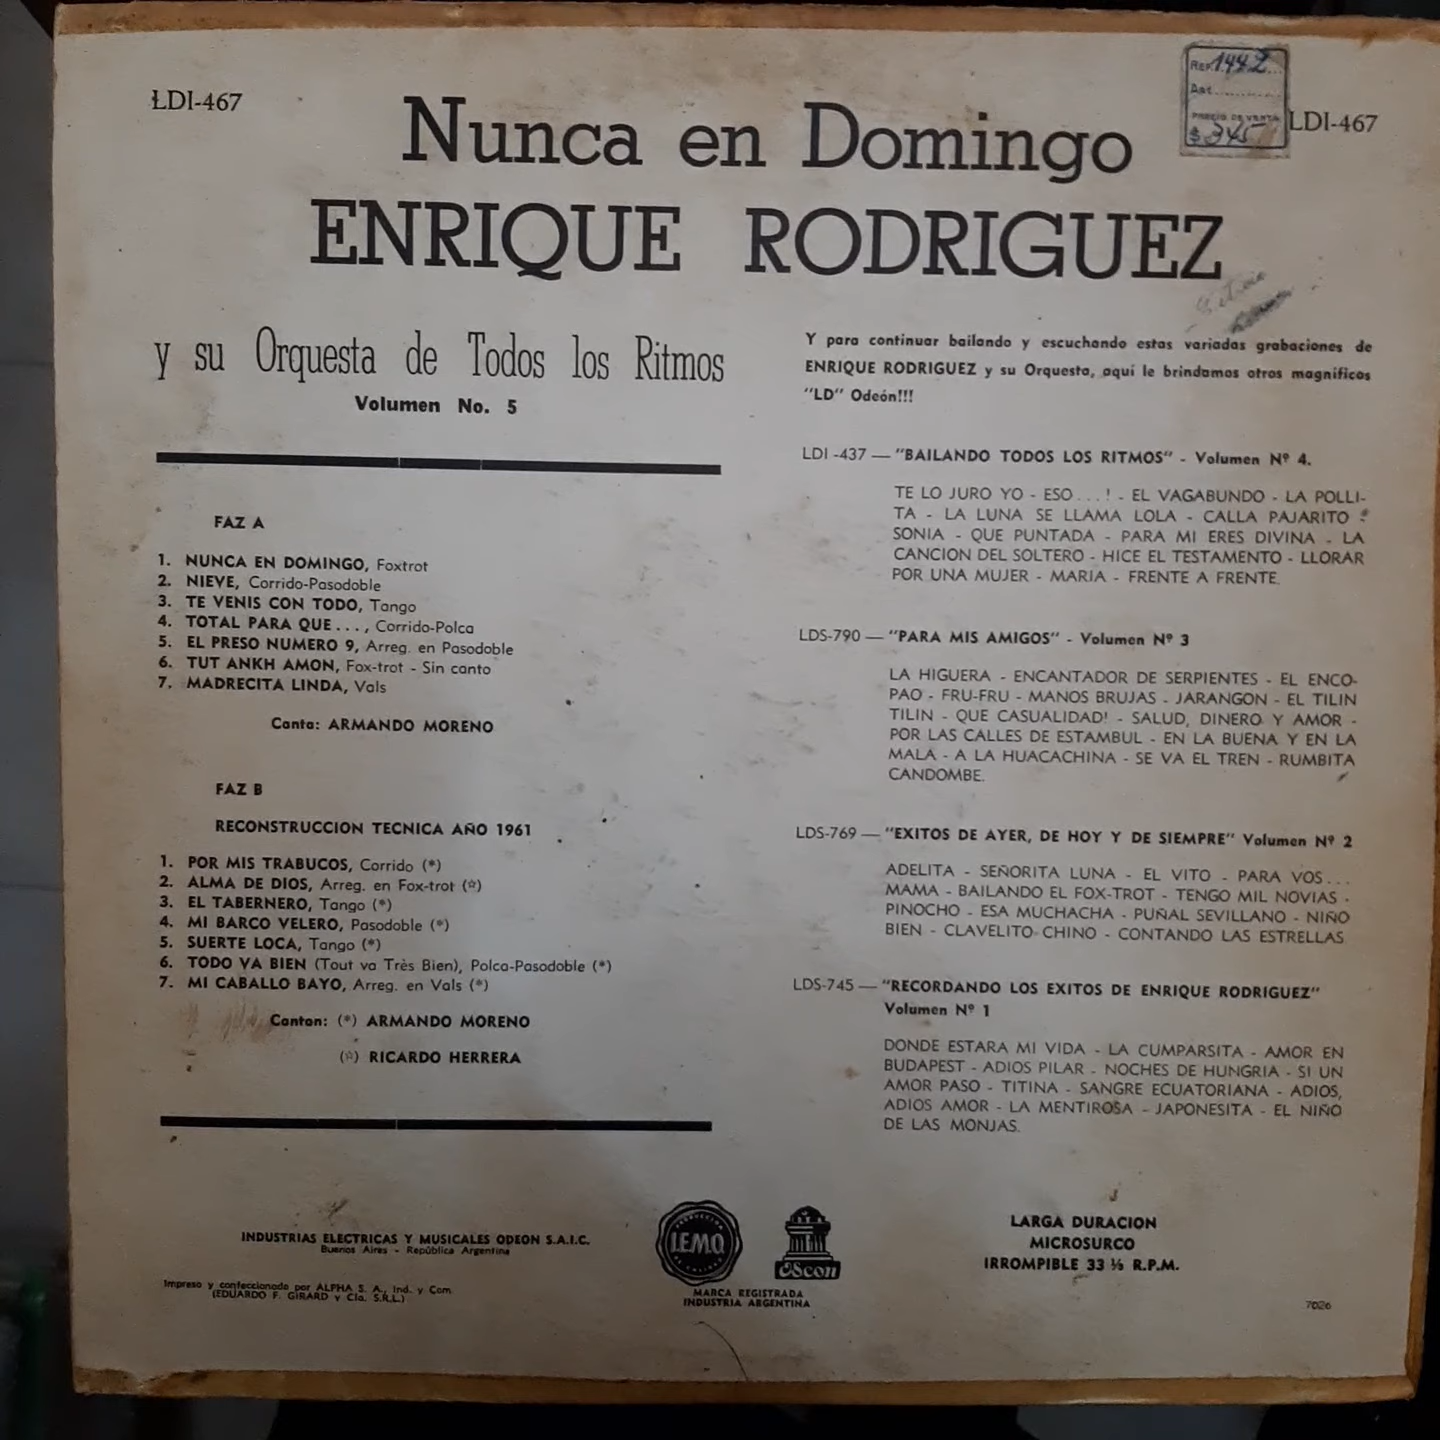 LDI-467
Nunca en Domingo
REF. 1442
Art.
PRECIO DE VENTA
$ 345
LDI-467
ENRIQUE RODRIGUEZ
y su Orquesta de Todos los Ritmos
Volumen No. 5
FAZ A
1. NUNCA EN DOMINGO, Foxtrot
2. NIEVE, Corrido-Pasodoble
3. TE VENIS CON TODO, Tango
4. TOTAL PARA QUE..., Corrido-Polca
5. EL PRESO NUMERO 9, Arreg. en Pasodoble
6. TUT ANKH AMON, Fox-trot - Sin canto
7. MADRECITA LINDA, Vals
Canta: ARMANDO MORENO
FAZ B
RECONSTRUCCION TECNICA AÑO 1961
1. POR MIS TRABUCOS, Corrido (*)
2. ALMA DE DIOS, Arreg. en Fox-trot (☆)
3. EL TABERNERO, Tango (*)
4. MI BARCO VELERO, Pasodoble (*)
5. SUERTE LOCA, Tango (*)
6. TODO VA BIEN (Tout va Très Bien), Polca-Pasodoble (*)
7. MI CABALLO BAYO, Arreg. en Vals (*)
Cantan: (*) ARMANDO MORENO
(☆) RICARDO HERRERA
Y para continuar bailando y escuchando estas variadas grabaciones de
ENRIQUE RODRIGUEZ y su Orquesta, aquí le brindamos otros magníficos
"LD" Odeón!!!
LDI -437 — "BAILANDO TODOS LOS RITMOS" - Volumen Nº 4.
TE LO JURO YO - ESO...! - EL VAGABUNDO - LA POLLI-
TA - LA LUNA SE LLAMA LOLA - CALLA PAJARITO -
SONIA - QUE PUNTADA - PARA MI ERES DIVINA - LA
CANCION DEL SOLTERO - HICE EL TESTAMENTO - LLORAR
POR UNA MUJER - MARIA - FRENTE A FRENTE.
LDS-790 — "PARA MIS AMIGOS" - Volumen Nº 3
LA HIGUERA - ENCANTADOR DE SERPIENTES - EL ENCO-
PAO - FRU-FRU - MANOS BRUJAS - JARANGON - EL TILIN
TILIN - QUE CASUALIDAD! - SALUD, DINERO Y AMOR -
POR LAS CALLES DE ESTAMBUL - EN LA BUENA Y EN LA
MALA - A LA HUACACHINA - SE VA EL TREN - RUMBITA
CANDOMBE.
LDS-769 — "EXITOS DE AYER, DE HOY Y DE SIEMPRE" Volumen Nº 2
ADELITA - SEÑORITA LUNA - EL VITO - PARA VOS...
MAMA - BAILANDO EL FOX-TROT - TENGO MIL NOVIAS -
PINOCHO - ESA MUCHACHA - PUÑAL SEVILLANO - NIÑO
BIEN - CLAVELITO CHINO - CONTANDO LAS ESTRELLAS
LDS-745 — "RECORDANDO LOS EXITOS DE ENRIQUE RODRIGUEZ"
Volumen Nº 1
DONDE ESTARA MI VIDA - LA CUMPARSITA - AMOR EN
BUDAPEST - ADIOS PILAR - NOCHES DE HUNGRIA - SI UN
AMOR PASO - TITINA - SANGRE ECUATORIANA - ADIOS,
ADIOS AMOR - LA MENTIROSA - JAPONESITA - EL NIÑO
DE LAS MONJAS.
INDUSTRIAS ELECTRICAS Y MUSICALES ODEON S.A.I.C.
Buenos Aires - República Argentina
Impreso y confeccionado por ALPHA S. A., Ind. y Com.
(EDUARDO F. GIRARD y Cía. S.R.L.)
I.E.M.O.
Odeon
MARCA REGISTRADA
INDUSTRIA ARGENTINA
LARGA DURACION
MICROSURCO
IRROMPIBLE 33 ⅓ R.P.M.
7026